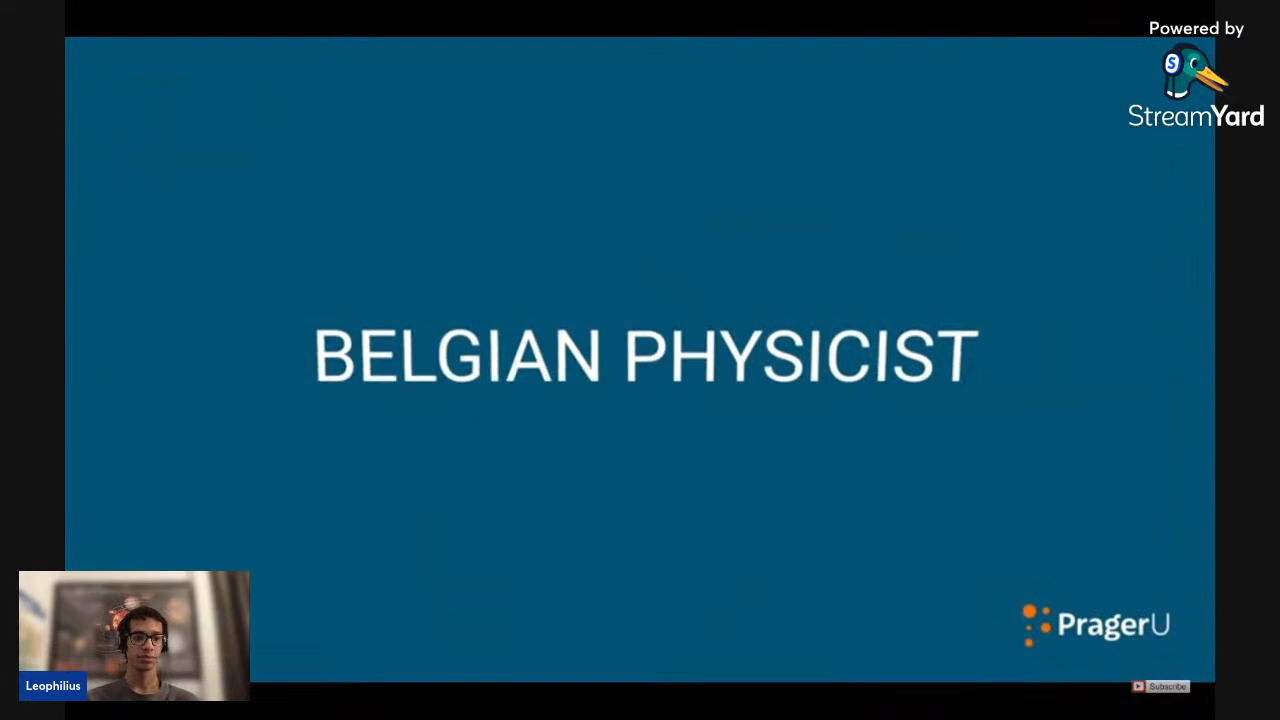 Powered by
StreamYard
BELGIAN PHYSICIST
PragerU
Subscribe
Leophilius